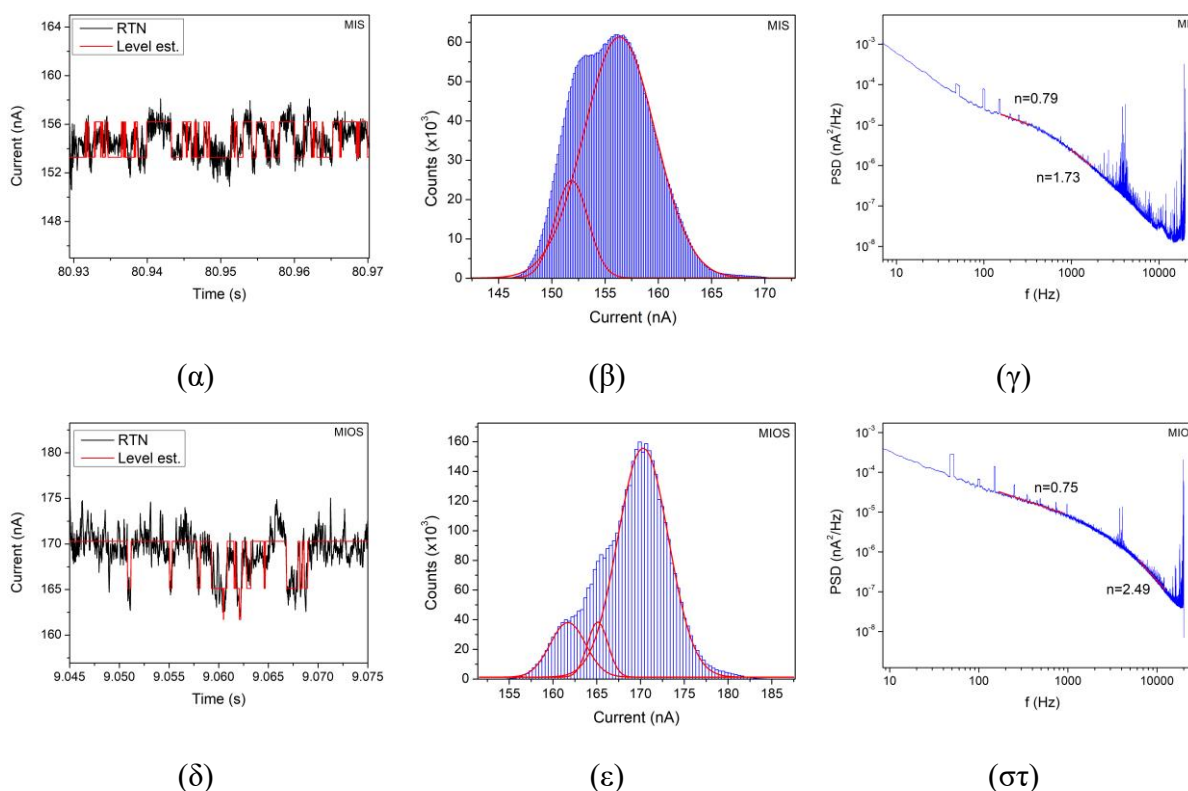 MIS
RTN
Level est.
164
160
156
152
148
Current (nA)
80.93 80.94 80.95 80.96 80.97
Time (s)
(α)
MIS
70
60
50
40
30
20
10
0
Counts (x10³)
145 150 155 160 165 170
Current (nA)
(β)
MI
10⁻³
10⁻⁴
10⁻⁵
10⁻⁶
10⁻⁷
10⁻⁸
PSD (nA²/Hz)
n=0.79
n=1.73
10 100 1000 10000
f (Hz)
(γ)
MIOS
RTN
Level est.
180
175
170
165
160
Current (nA)
9.045 9.050 9.055 9.060 9.065 9.070 9.075
Time (s)
(δ)
MIOS
160
140
120
100
80
60
40
20
0
Counts (x10³)
155 160 165 170 175 180 185
Current (nA)
(ε)
MIO
10⁻³
10⁻⁴
10⁻⁵
10⁻⁶
10⁻⁷
10⁻⁸
PSD (nA²/Hz)
n=0.75
n=2.49
10 100 1000 10000
f (Hz)
(στ)